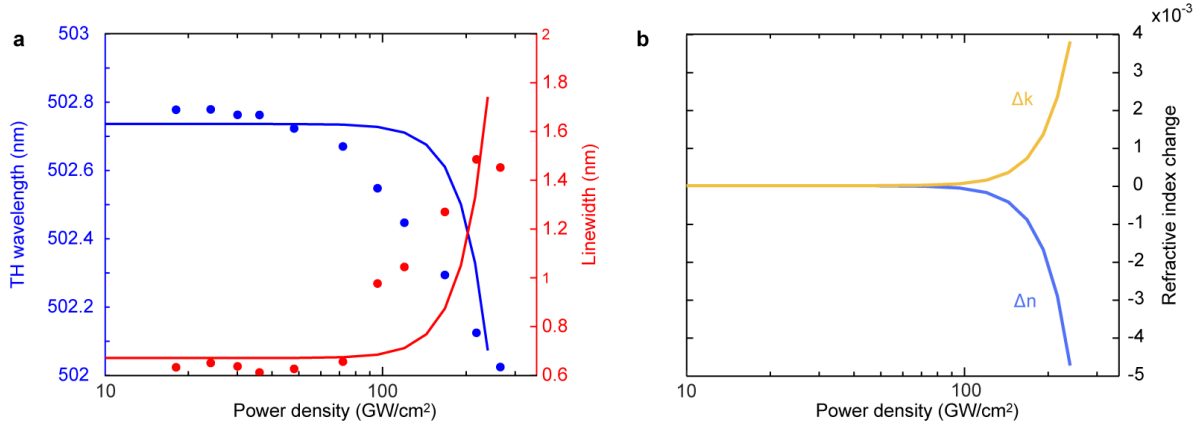 a
503
502.8
502.6
502.4
502.2
502
TH wavelength (nm)
2
1.8
1.6
1.4
1.2
1
0.8
0.6
Linewidth (nm)
10
100
Power density (GW/cm²)
b
x10⁻³
4
3
2
1
0
-1
-2
-3
-4
-5
Refractive index change
Δk
Δn
10
100
Power density (GW/cm²)